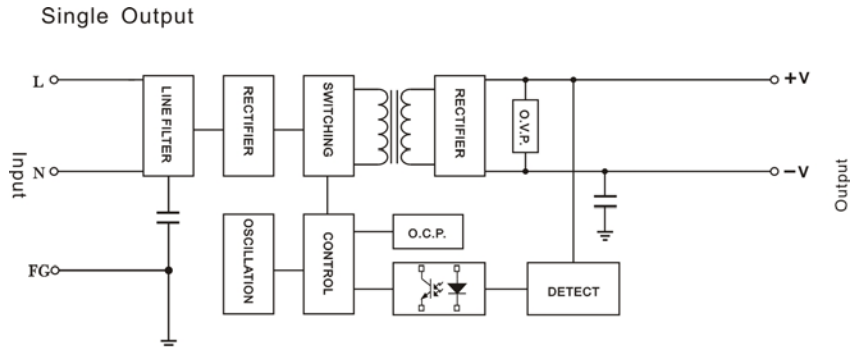 Single Output
L
LINE FILTER
RECTIFIER
SWITCHING
RECTIFIER
O.V.P.
+V
Input
N
−V
Output
OSCILLATION
CONTROL
O.C.P.
FG
DETECT